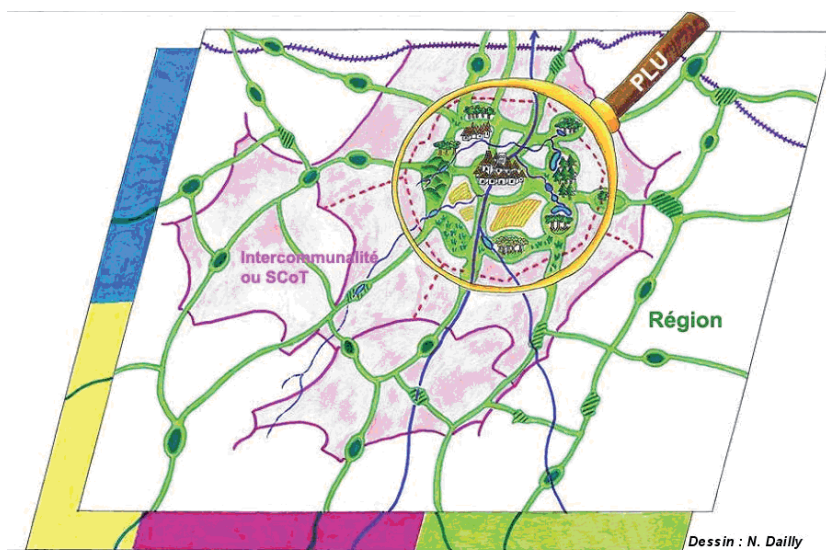 PLU
Intercommunalité
ou SCoT
Région
Dessin : N. Dailly